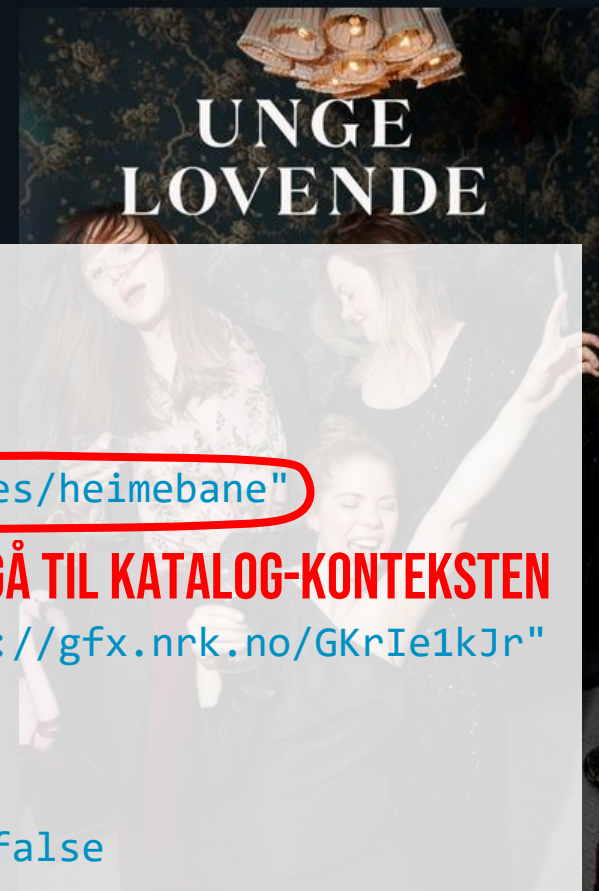 UNGE
LOVENDE
es/heimebane"
GÅ TIL KATALOG-KONTEKSTEN
://gfx.nrk.no/GKrIe1kJr"
false